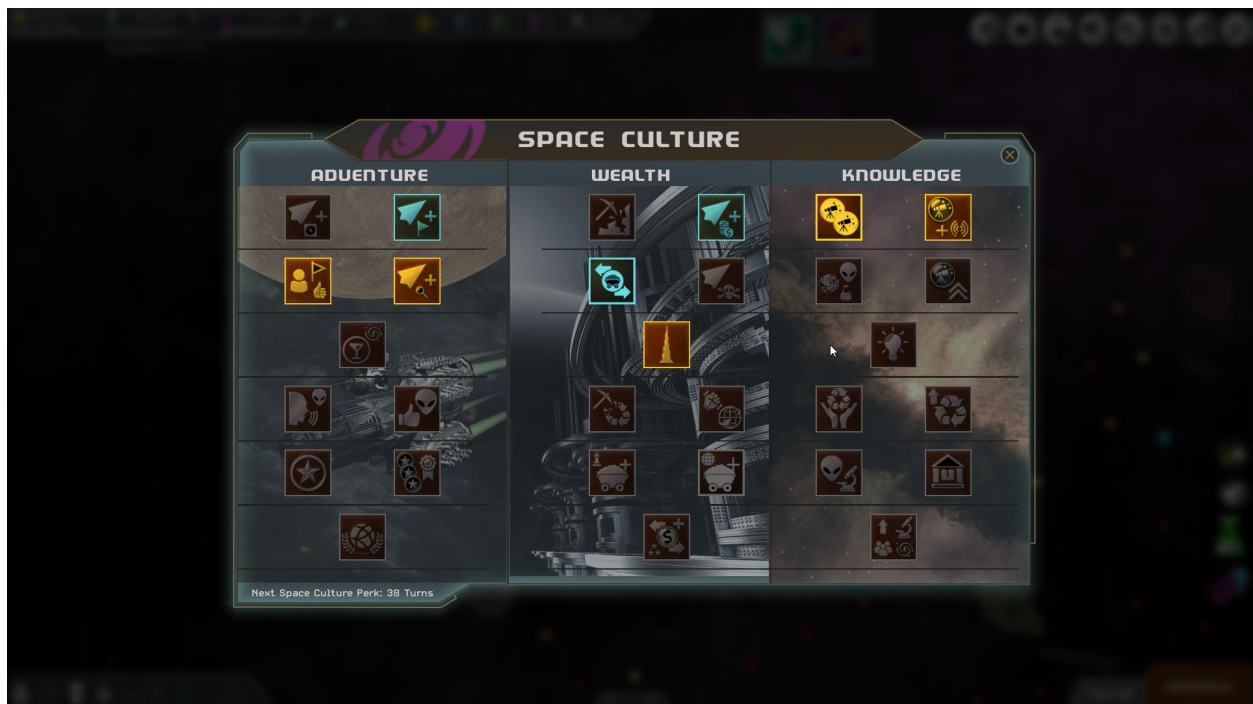 SPACE CULTURE
ADVENTURE
WEALTH
KNOWLEDGE
Next Space Culture Perk: 38 Turns